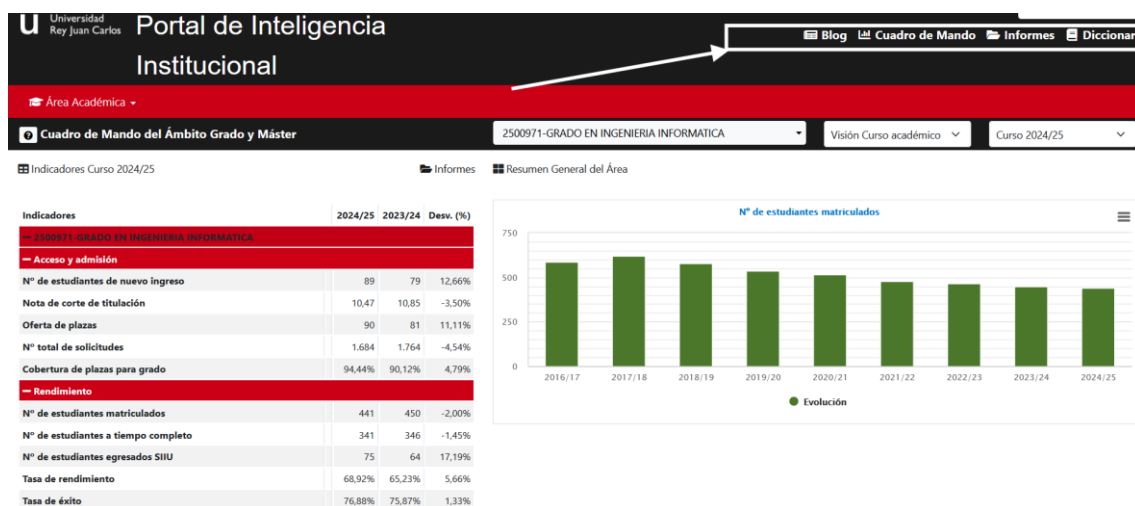 U Universidad
Rey Juan Carlos
Portal de Inteligencia
Institucional
Blog Cuadro de Mando Informes Diccionar
Área Académica
Cuadro de Mando del Ámbito Grado y Máster
2500971-GRADO EN INGENIERIA INFORMATICA
Visión Curso académico
Curso 2024/25
Indicadores Curso 2024/25
Informes
Resumen General del Área
Indicadores 2024/25 2023/24 Desv. (%)
2500971-GRADO EN INGENIERIA INFORMATICA
Acceso y admisión
Nº de estudiantes de nuevo ingreso 89 79 12,66%
Nota de corte de titulación 10,47 10,85 -3,50%
Oferta de plazas 90 81 11,11%
Nº total de solicitudes 1.684 1.764 -4,54%
Cobertura de plazas para grado 94,44% 90,12% 4,79%
Rendimiento
Nº de estudiantes matriculados 441 450 -2,00%
Nº de estudiantes a tiempo completo 341 346 -1,45%
Nº de estudiantes egresados SIIU 75 64 17,19%
Tasa de rendimiento 68,92% 65,23% 5,66%
Tasa de éxito 76,88% 75,87% 1,33%
Nº de estudiantes matriculados
750
500
250
0
2016/17 2017/18 2018/19 2019/20 2020/21 2021/22 2022/23 2023/24 2024/25
Evolución